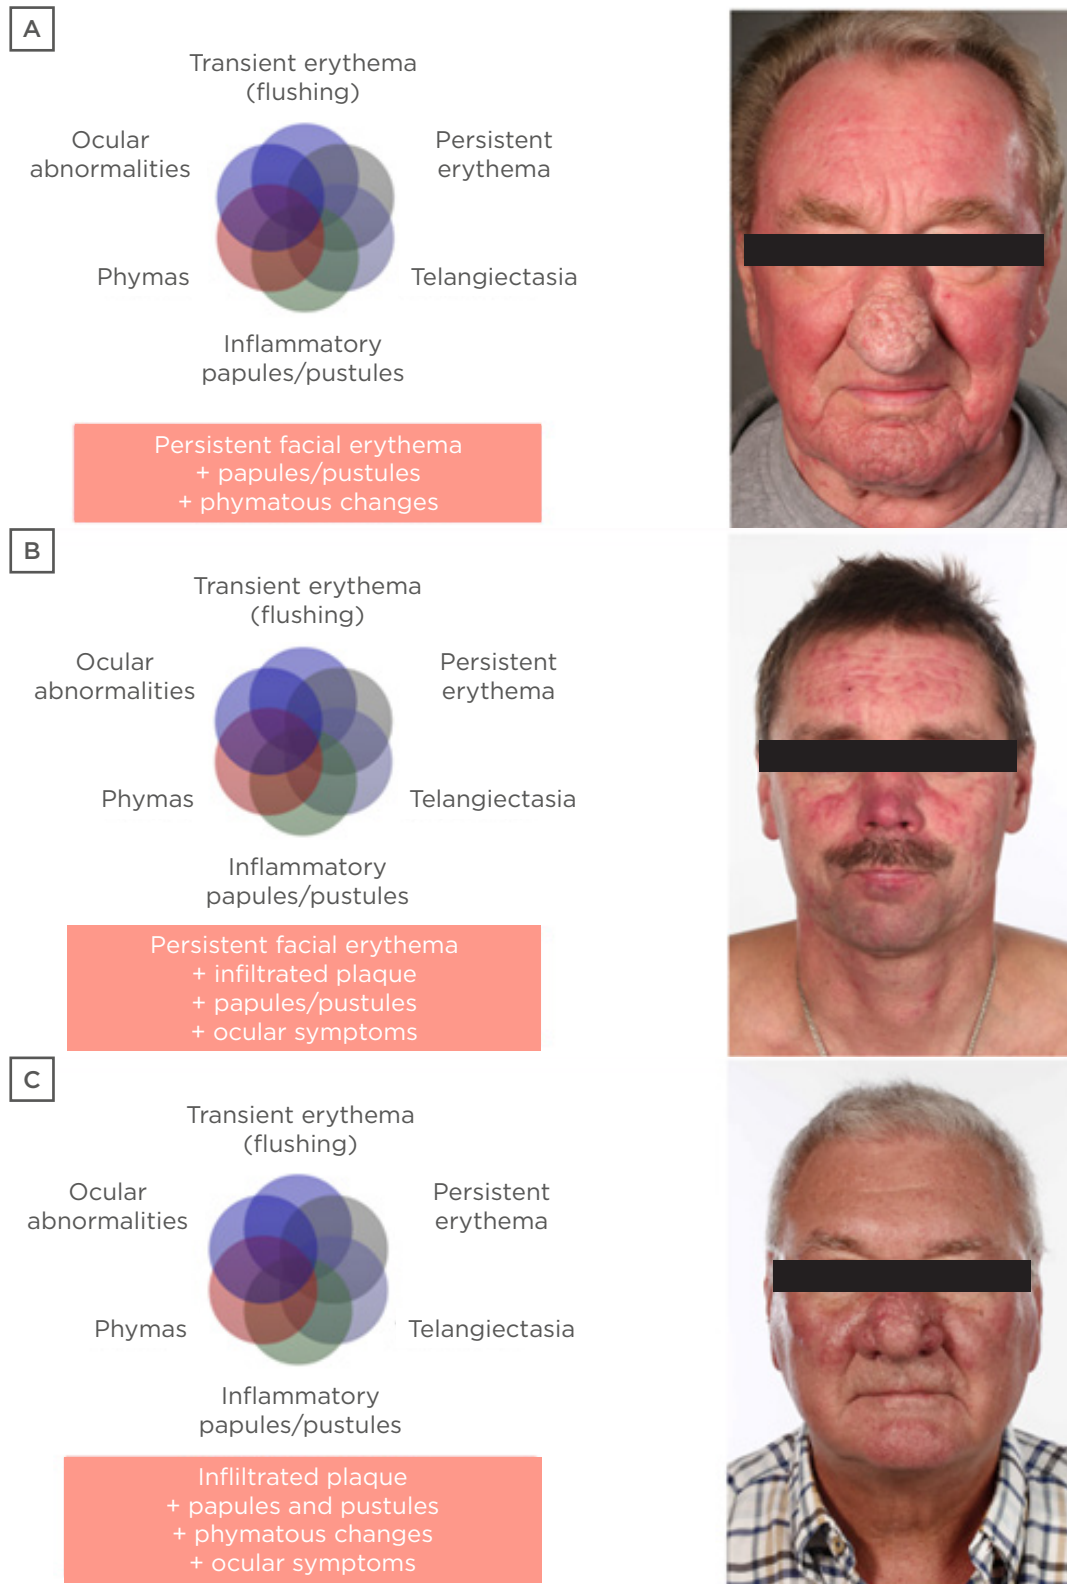 A
Transient erythema
(flushing)
Ocular
abnormalities
Persistent
erythema
Phymas
Telangiectasia
Inflammatory
papules/pustules
Persistent facial erythema
+ papules/pustules
+ phymatous changes
B
Transient erythema
(flushing)
Ocular
abnormalities
Persistent
erythema
Phymas
Telangiectasia
Inflammatory
papules/pustules
Persistent facial erythema
+ infiltrated plaque
+ papules/pustules
+ ocular symptoms
C
Transient erythema
(flushing)
Ocular
abnormalities
Persistent
erythema
Phymas
Telangiectasia
Inflammatory
papules/pustules
Infliltrated plaque
+ papules and pustules
+ phymatous changes
+ ocular symptoms